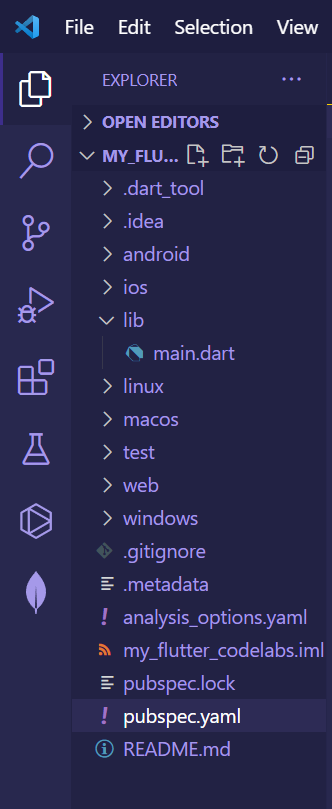 File Edit Selection View
EXPLORER ...
OPEN EDITORS
MY_FLU...
.dart_tool
.idea
android
ios
lib
main.dart
linux
macos
test
web
windows
.gitignore
.metadata
! analysis_options.yaml
my_flutter_codelabs.iml
pubspec.lock
! pubspec.yaml
README.md